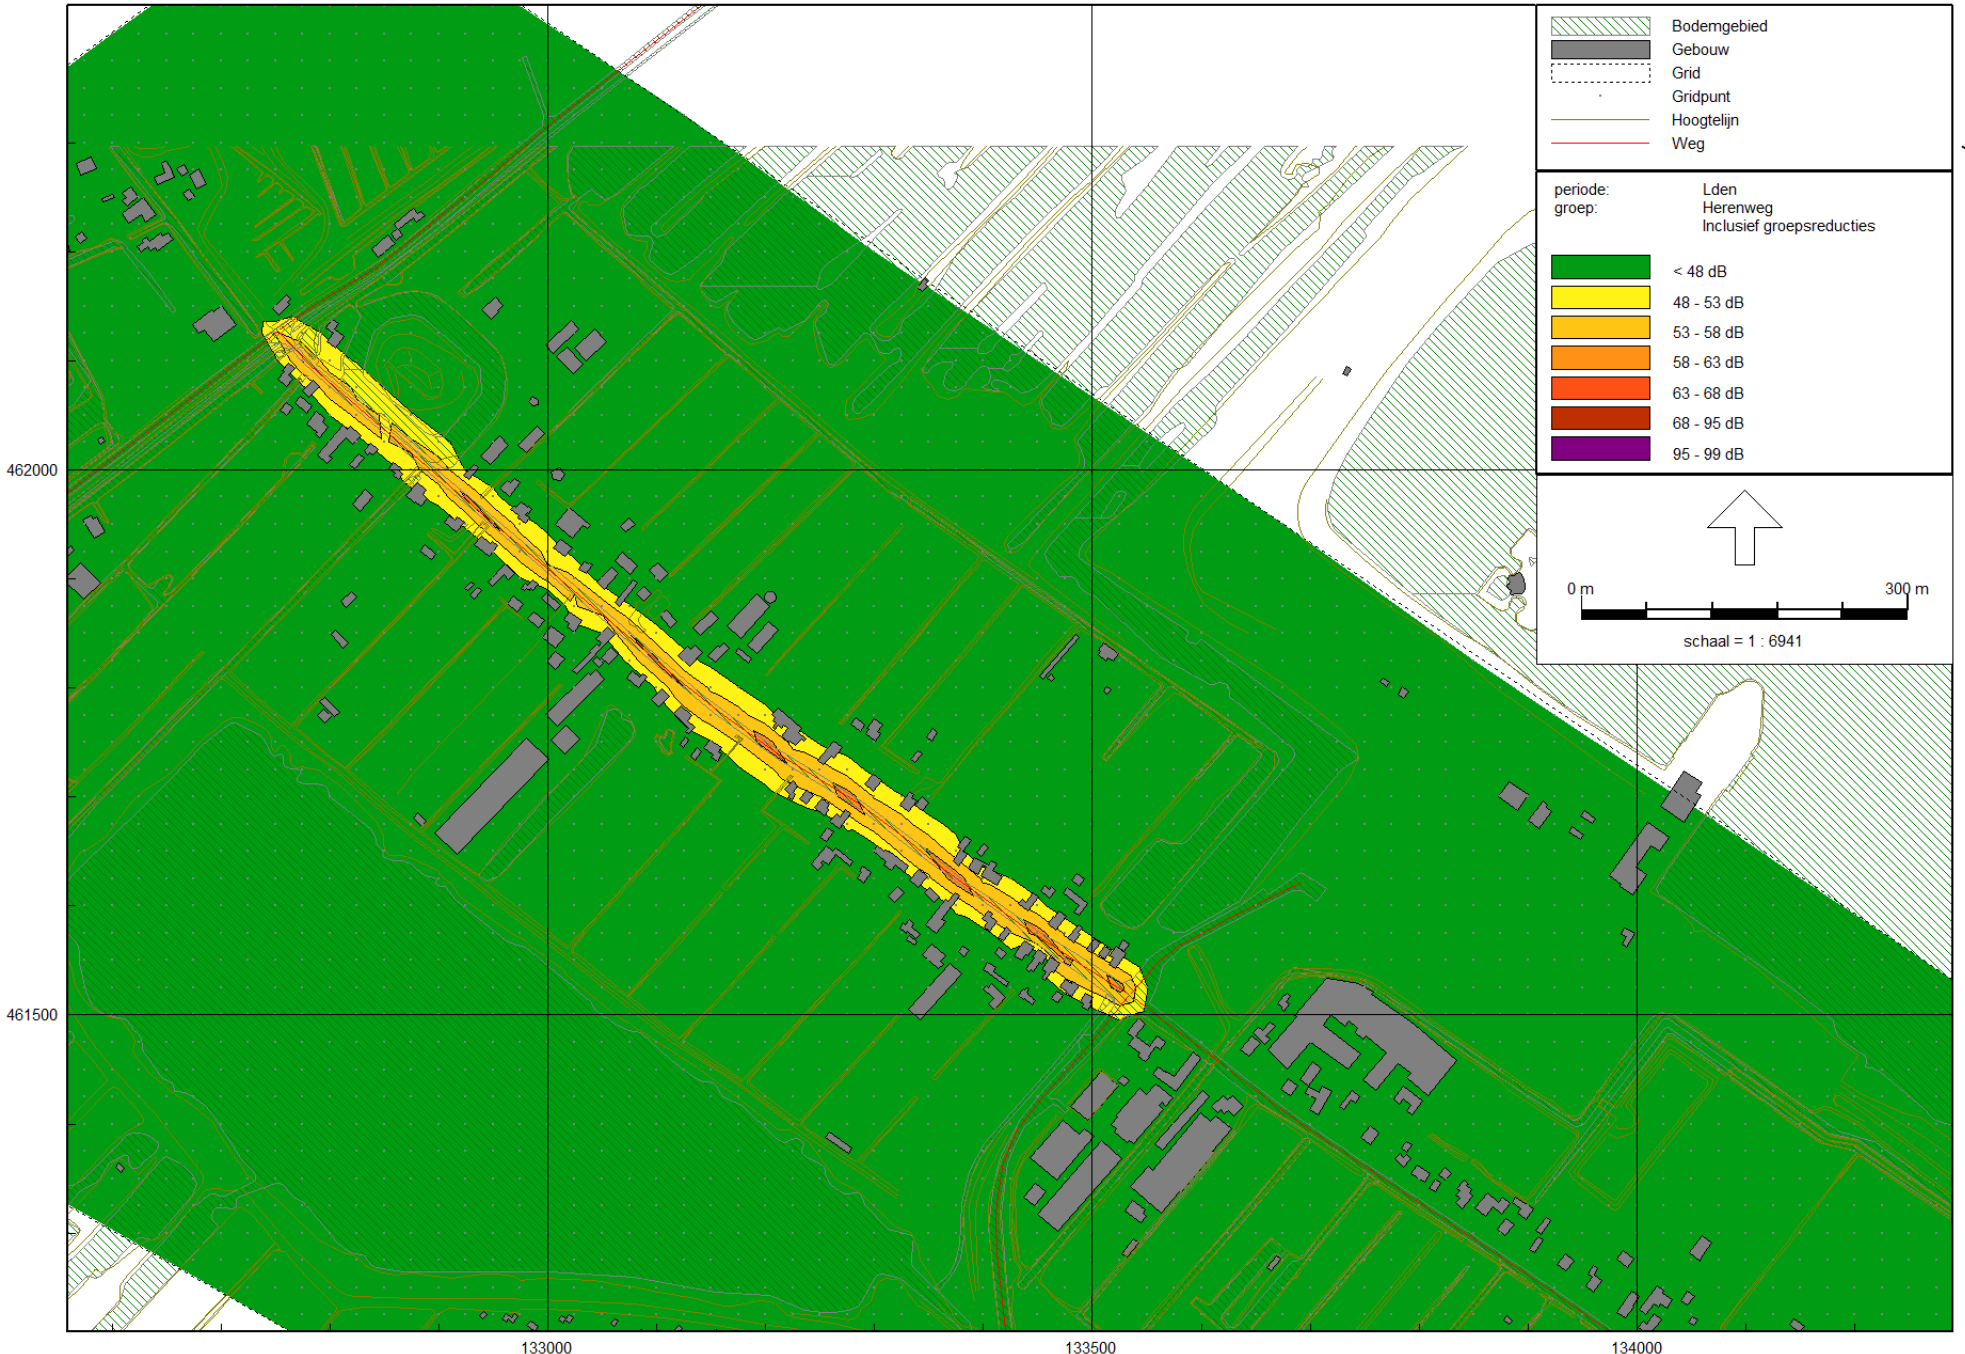 Bodemgebied
Gebouw
Grid
Gridpunt
Hoogtelijn
Weg
periode: Lden
groep: Herenweg
Inclusief groepsreducties
< 48 dB
48 - 53 dB
53 - 58 dB
58 - 63 dB
63 - 68 dB
68 - 95 dB
95 - 99 dB
0 m 300 m
schaal = 1 : 6941
462000
461500
133000 133500 134000